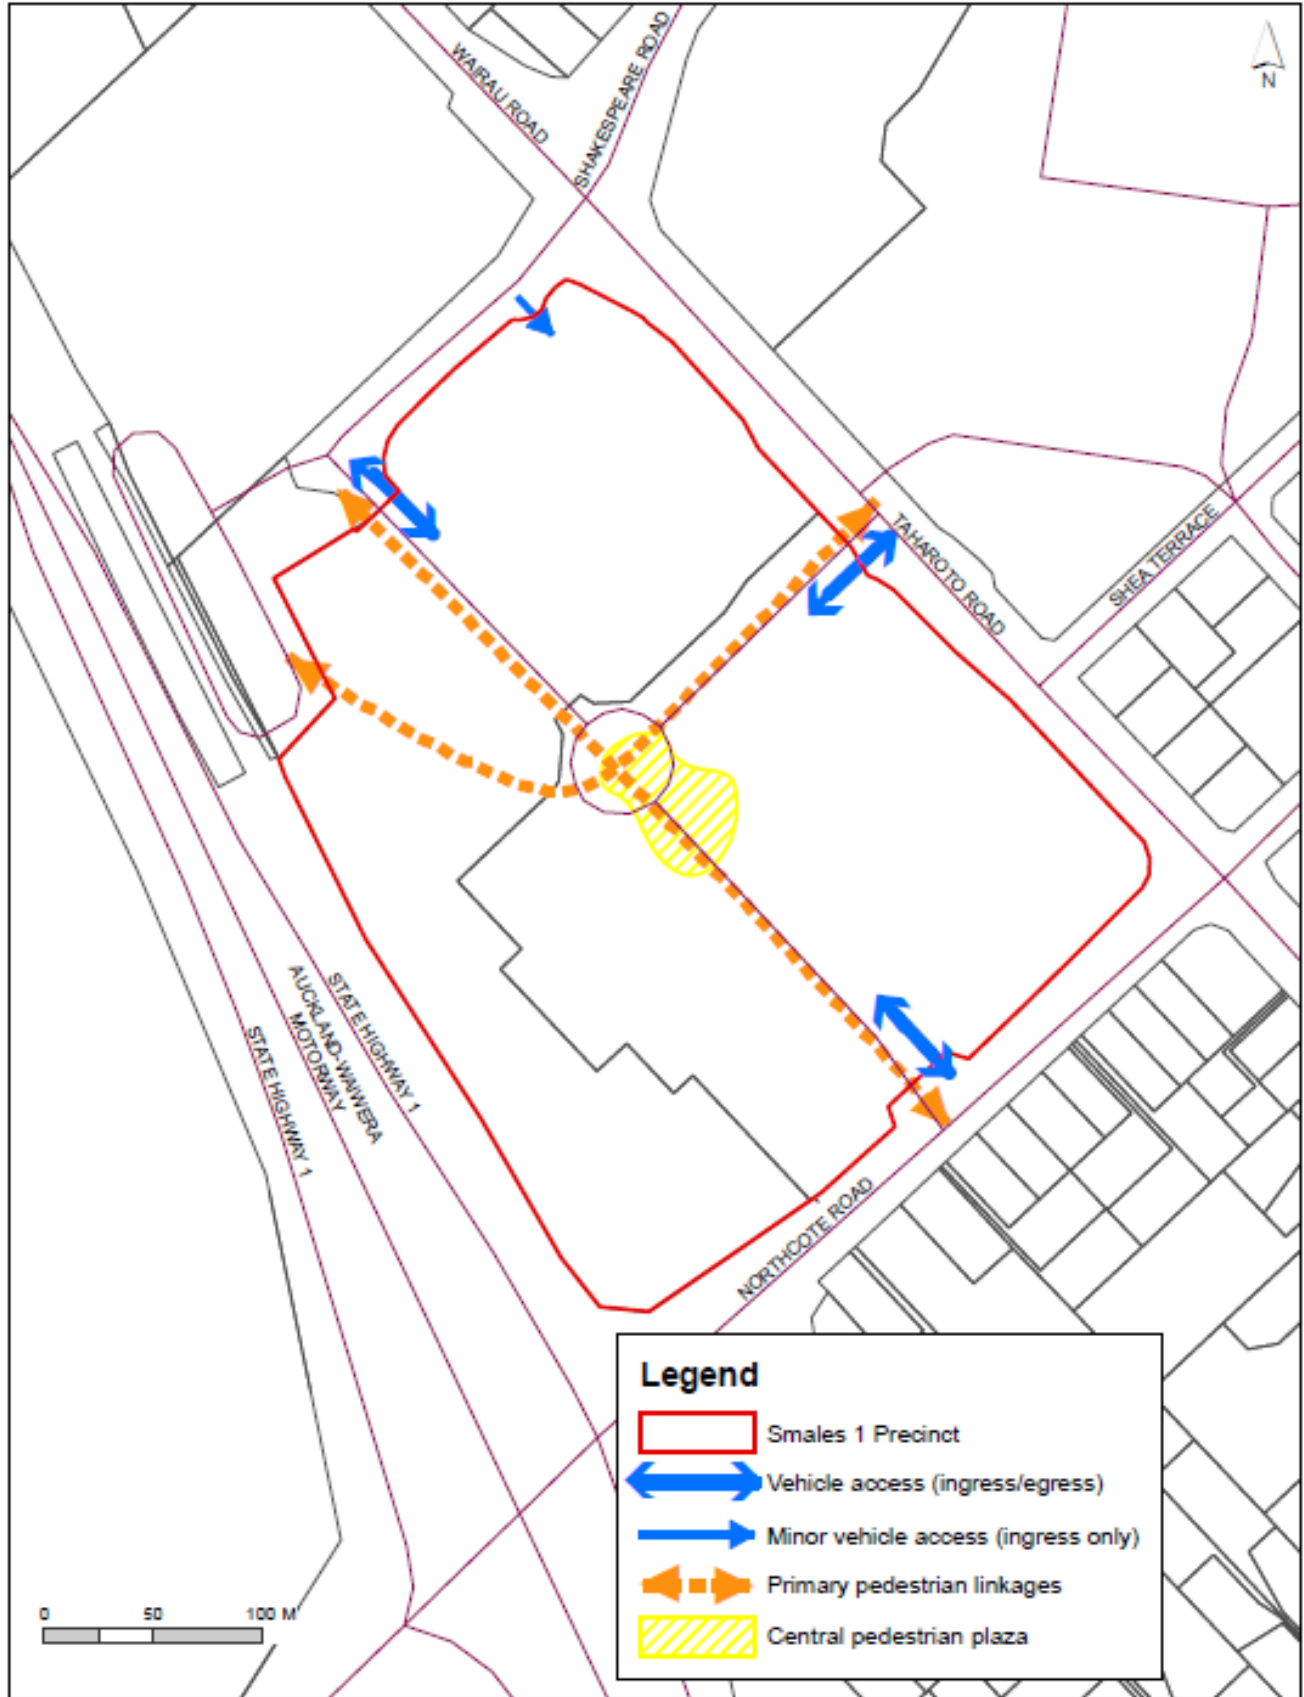 N
WAIRAU ROAD
SHAKESPEARE ROAD
TAHAROTO ROAD
SHEA TERRACE
STATE HIGHWAY 1
AUCKLAND-WAIWERA
MOTORWAY
STATE HIGHWAY 1
NORTHCOTE ROAD
Legend
Smales 1 Precinct
Vehicle access (ingress/egress)
Minor vehicle access (ingress only)
Primary pedestrian linkages
Central pedestrian plaza
0 50 100 M